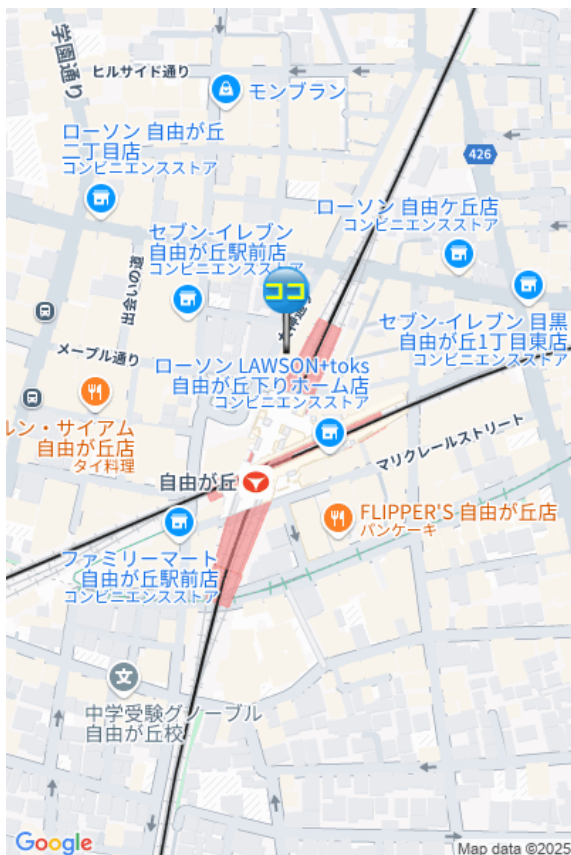 学園通り
ヒルサイド通り
モンブラン
ローソン 自由が丘
二丁目店
コンビニエンスストア
426
ローソン 自由ケ丘店
コンビニエンスストア
セブン-イレブン
自由が丘駅前店
コンビニエンスストア
出会いの道
ココ
セブン-イレブン 目黒
自由が丘1丁目東店
コンビニエンスストア
メープル通り
ローソン LAWSON+toks
自由が丘下りホーム店
コンビニエンスストア
ルン・サイアム
自由が丘店
タイ料理
マリクレールストリート
自由が丘
FLIPPER'S 自由が丘店
パンケーキ
ファミリーマート
自由が丘駅前店
コンビニエンスストア
文
中学受験グノーブル
自由が丘校
Google
Map data ©2025